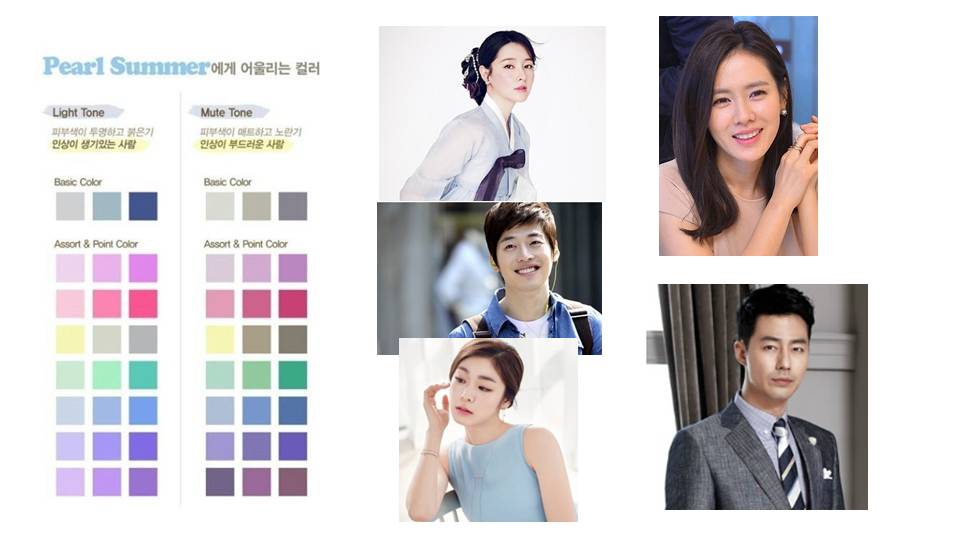 Pearl Summer에게 어울리는 컬러
Light Tone
피부색이 투명하고 붉은기
인상이 생기있는 사람
Basic Color
Assort & Point Color
Mute Tone
피부색이 매트하고 노란기
인상이 부드러운 사람
Basic Color
Assort & Point Color